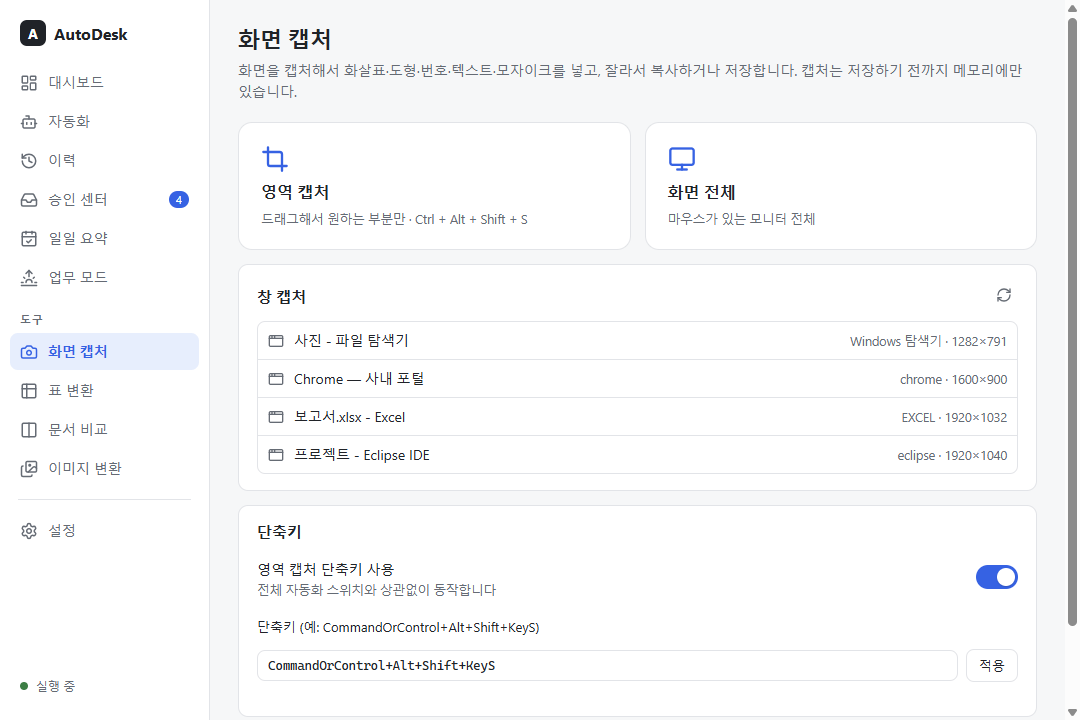 A AutoDesk
대시보드
자동화
이력
승인 센터 4
일일 요약
업무 모드
도구
화면 캡처
표 변환
문서 비교
이미지 변환
설정
실행 중
화면 캡처
화면을 캡처해서 화살표·도형·번호·텍스트·모자이크를 넣고, 잘라서 복사하거나 저장합니다. 캡처는 저장하기 전까지 메모리에만
있습니다.
영역 캡처
드래그해서 원하는 부분만 · Ctrl + Alt + Shift + S
화면 전체
마우스가 있는 모니터 전체
창 캡처
사진 - 파일 탐색기 Windows 탐색기 · 1282×791
Chrome — 사내 포털 chrome · 1600×900
보고서.xlsx - Excel EXCEL · 1920×1032
프로젝트 - Eclipse IDE eclipse · 1920×1040
단축키
영역 캡처 단축키 사용
전체 자동화 스위치와 상관없이 동작합니다
단축키 (예: CommandOrControl+Alt+Shift+KeyS)
CommandOrControl+Alt+Shift+KeyS 적용